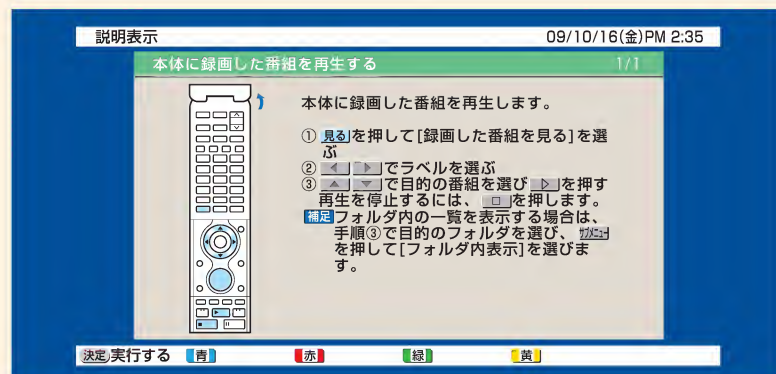 説明表示 09/10/16(金)PM 2:35
本体に録画した番組を再生する 1/1
本体に録画した番組を再生します。
① 見る を押して[録画した番組を見る]を選
ぶ
② ◀ ▶ でラベルを選ぶ
③ ▲ ▼ で目的の番組を選び ▷ を押す
再生を停止するには、 □ を押します。
補足 フォルダ内の一覧を表示する場合は、
手順③で目的のフォルダを選び、 サブメニュー
を押して[フォルダ内表示]を選びま
す。
決定 実行する 青 赤 緑 黄